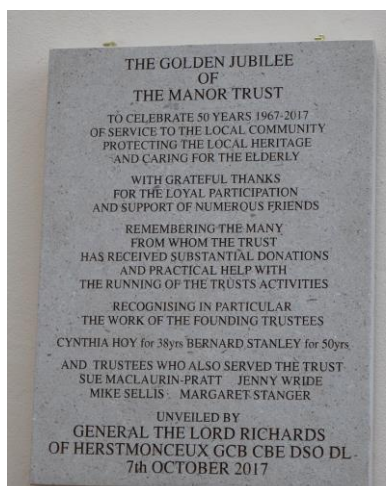 THE GOLDEN JUBILEE
OF
THE MANOR TRUST
TO CELEBRATE 50 YEARS 1967-2017
OF SERVICE TO THE LOCAL COMMUNITY
PROTECTING THE LOCAL HERITAGE
AND CARING FOR THE ELDERLY
WITH GRATEFUL THANKS
FOR THE LOYAL PARTICIPATION
AND SUPPORT OF NUMEROUS FRIENDS
REMEMBERING THE MANY
FROM WHOM THE TRUST
HAS RECEIVED SUBSTANTIAL DONATIONS
AND PRACTICAL HELP WITH
THE RUNNING OF THE TRUSTS ACTIVITIES
RECOGNISING IN PARTICULAR
THE WORK OF THE FOUNDING TRUSTEES
CYNTHIA HOY for 38yrs BERNARD STANLEY for 50yrs
AND TRUSTEES WHO ALSO SERVED THE TRUST
SUE MACLAURIN-PRATT JENNY WRIDE
MIKE SELLIS MARGARET STANGER
UNVEILED BY
GENERAL THE LORD RICHARDS
OF HERSTMONCEUX GCB CBE DSO DL
7th OCTOBER 2017